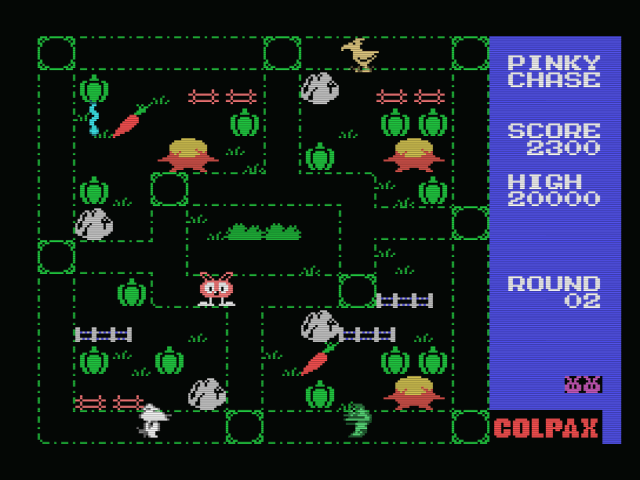 PINKY
CHASE
SCORE
2300
HIGH
20000
ROUND
02
COLPAX